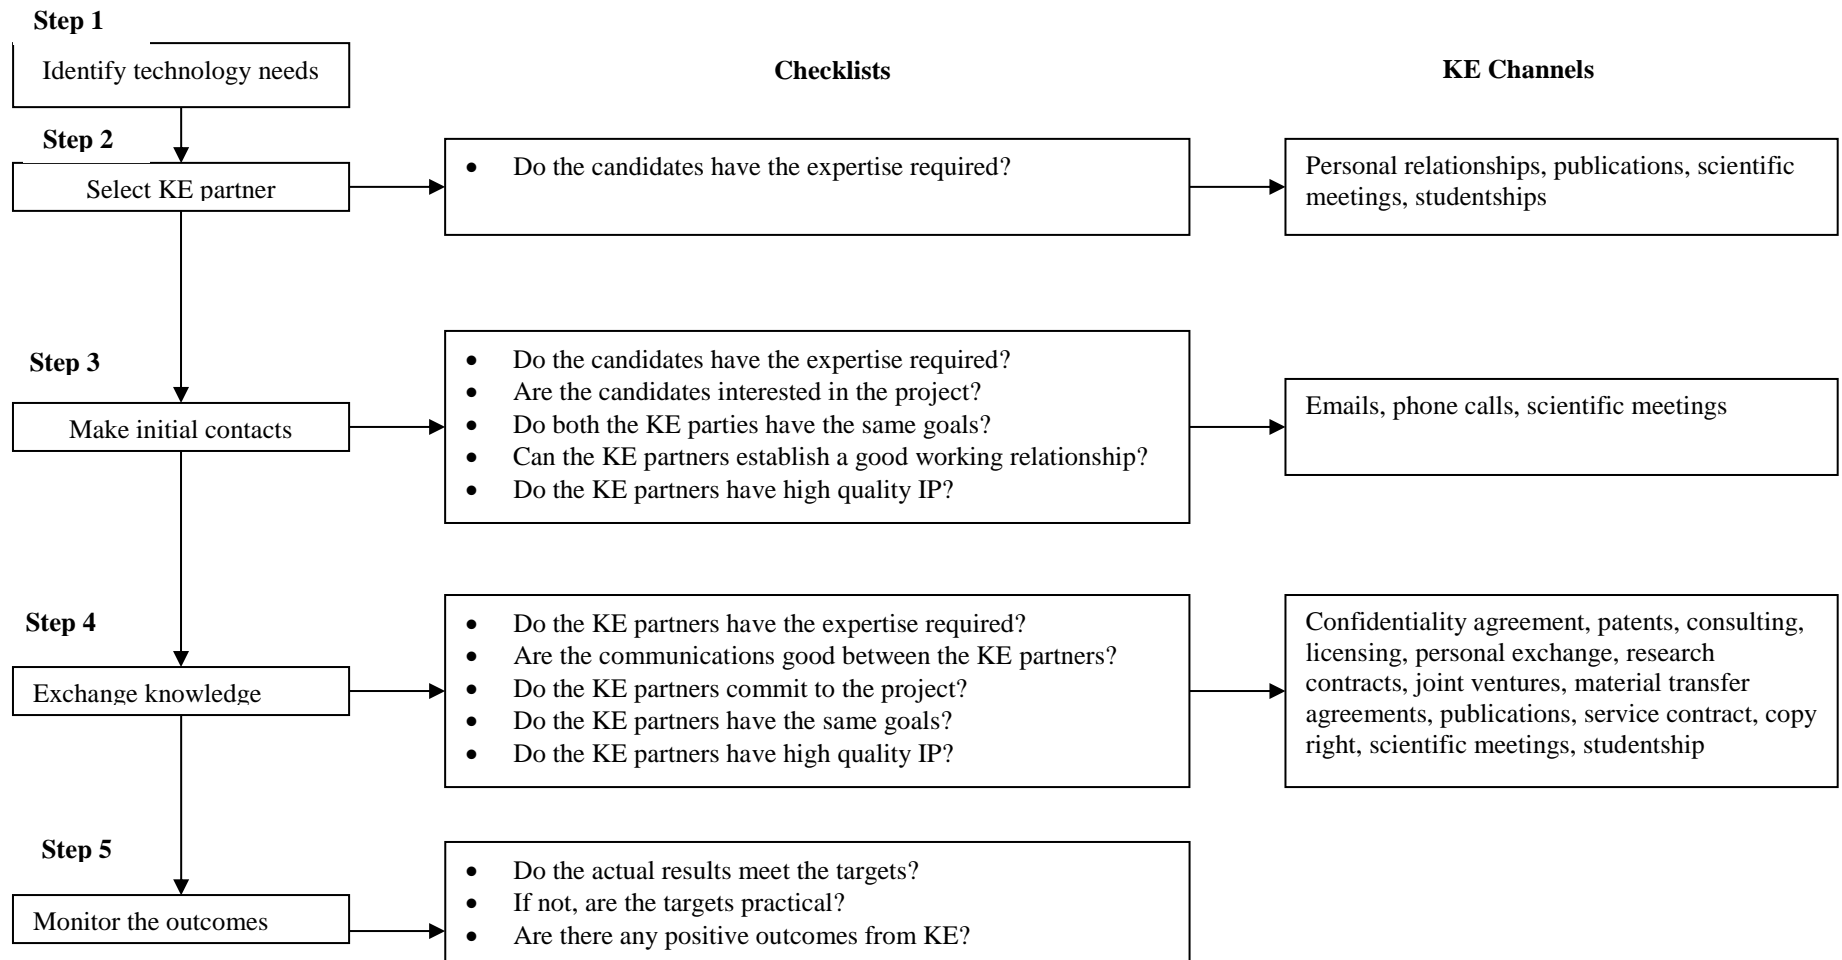 Step 1
Identify technology needs
Checklists
KE Channels
Step 2
Select KE partner
• Do the candidates have the expertise required?
Personal relationships, publications, scientific
meetings, studentships
Step 3
Make initial contacts
• Do the candidates have the expertise required?
• Are the candidates interested in the project?
• Do both the KE parties have the same goals?
• Can the KE partners establish a good working relationship?
• Do the KE partners have high quality IP?
Emails, phone calls, scientific meetings
Step 4
Exchange knowledge
• Do the KE partners have the expertise required?
• Are the communications good between the KE partners?
• Do the KE partners commit to the project?
• Do the KE partners have the same goals?
• Do the KE partners have high quality IP?
Confidentiality agreement, patents, consulting,
licensing, personal exchange, research
contracts, joint ventures, material transfer
agreements, publications, service contract, copy
right, scientific meetings, studentship
Step 5
Monitor the outcomes
• Do the actual results meet the targets?
• If not, are the targets practical?
• Are there any positive outcomes from KE?